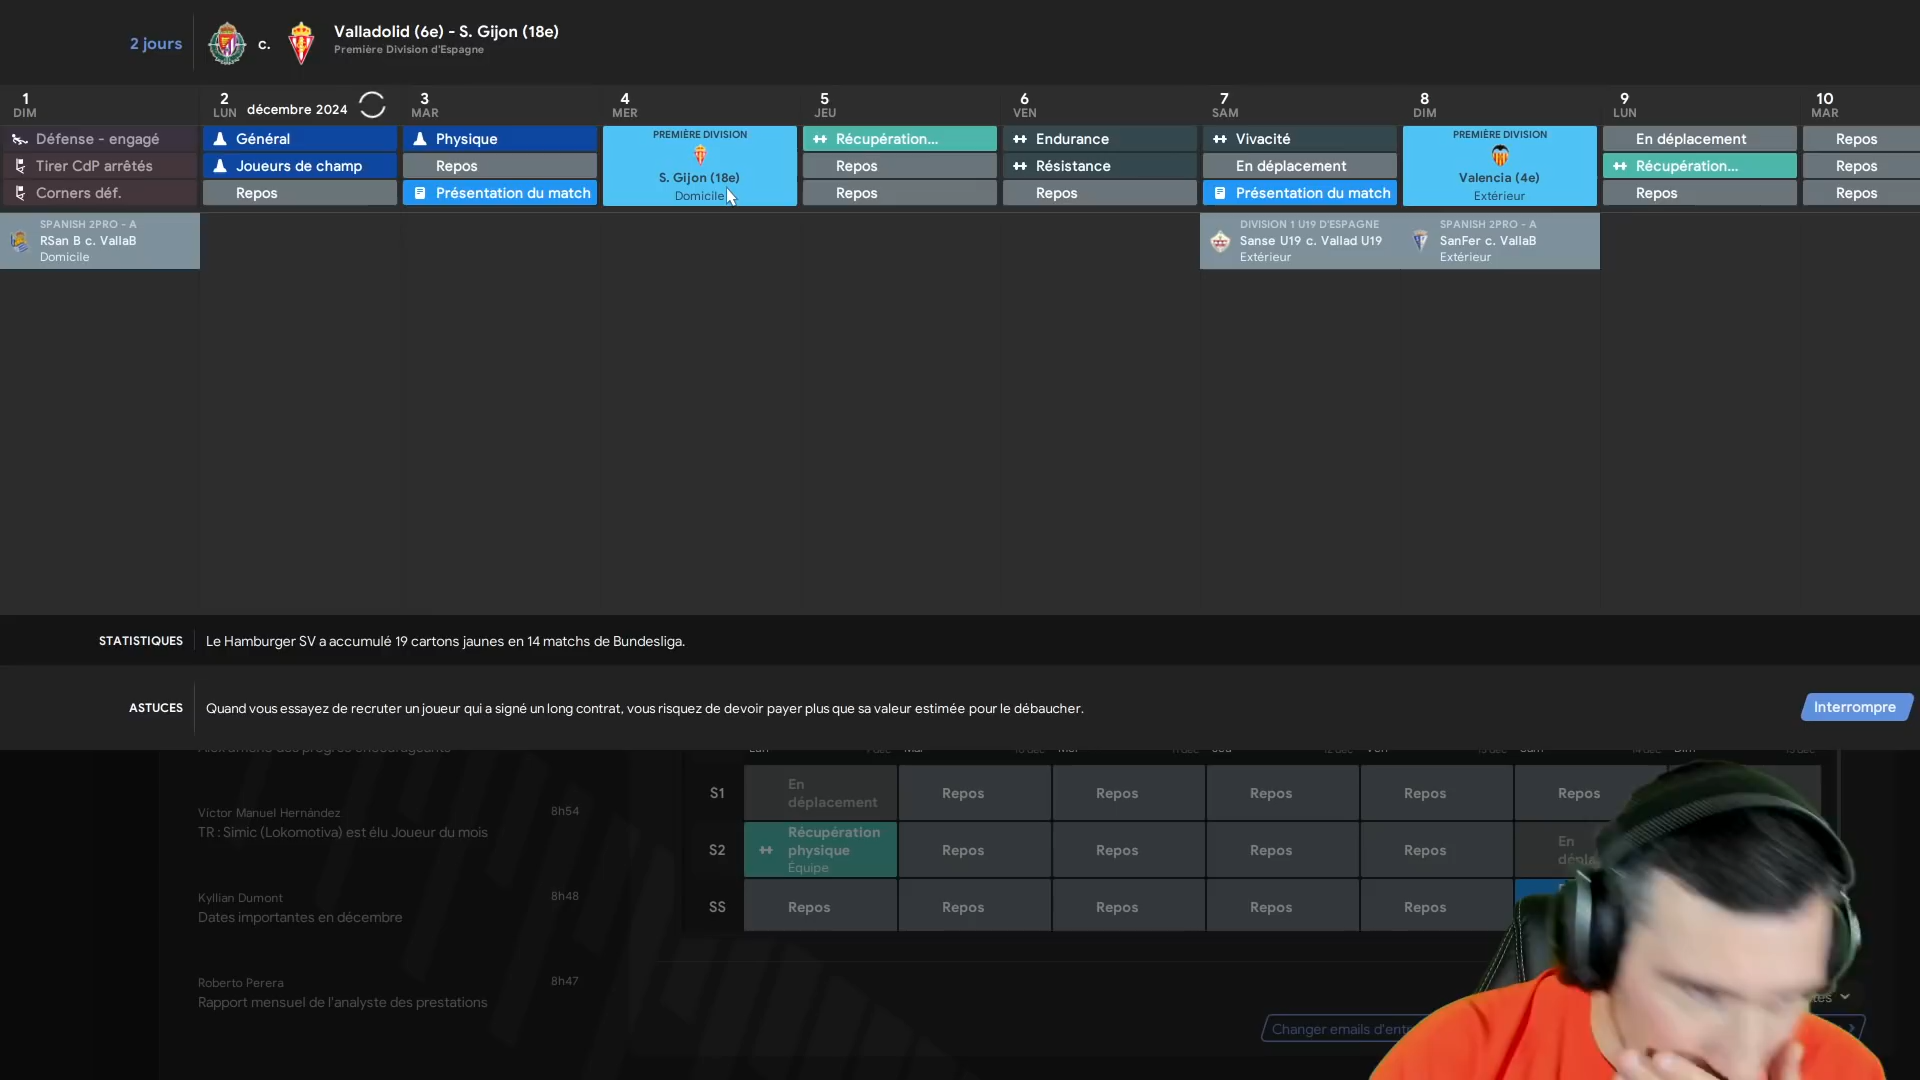 2 jours
c.
Valladolid (6e) - S. Gijon (18e)
Première Division d'Espagne
1
DIM
2
LUN
décembre 2024
3
MAR
4
MER
5
JEU
6
VEN
7
SAM
8
DIM
9
LUN
10
MAR
Défense - engagé
Tirer CdP arrêtés
Corners déf.
Général
Joueurs de champ
Repos
Physique
Repos
Présentation du match
PREMIÈRE DIVISION
S. Gijon (18e)
Domicile
Récupération...
Repos
Repos
Endurance
Résistance
Repos
Vivacité
En déplacement
Présentation du match
PREMIÈRE DIVISION
Valencia (4e)
Extérieur
En déplacement
Récupération...
Repos
Repos
Repos
Repos
SPANISH 2PRO - A
RSan B c. VallaB
Domicile
DIVISION 1 U19 D'ESPAGNE
Sanse U19 c. Vallad U19
Extérieur
SPANISH 2PRO - A
SanFer c. VallaB
Extérieur
STATISTIQUES
Le Hamburger SV a accumulé 19 cartons jaunes en 14 matchs de Bundesliga.
ASTUCES
Quand vous essayez de recruter un joueur qui a signé un long contrat, vous risquez de devoir payer plus que sa valeur estimée pour le débaucher.
Interrompre
Víctor Manuel Hernández
8h54
TR : Simic (Lokomotiva) est élu Joueur du mois
Kyllian Dumont
8h48
Dates importantes en décembre
Roberto Perera
8h47
Rapport mensuel de l'analyste des prestations
S1
En déplacement
Repos
Repos
Repos
Repos
Repos
S2
Récupération physique
Équipe
Repos
Repos
Repos
Repos
En
SS
Repos
Repos
Repos
Repos
Repos
Changer emails